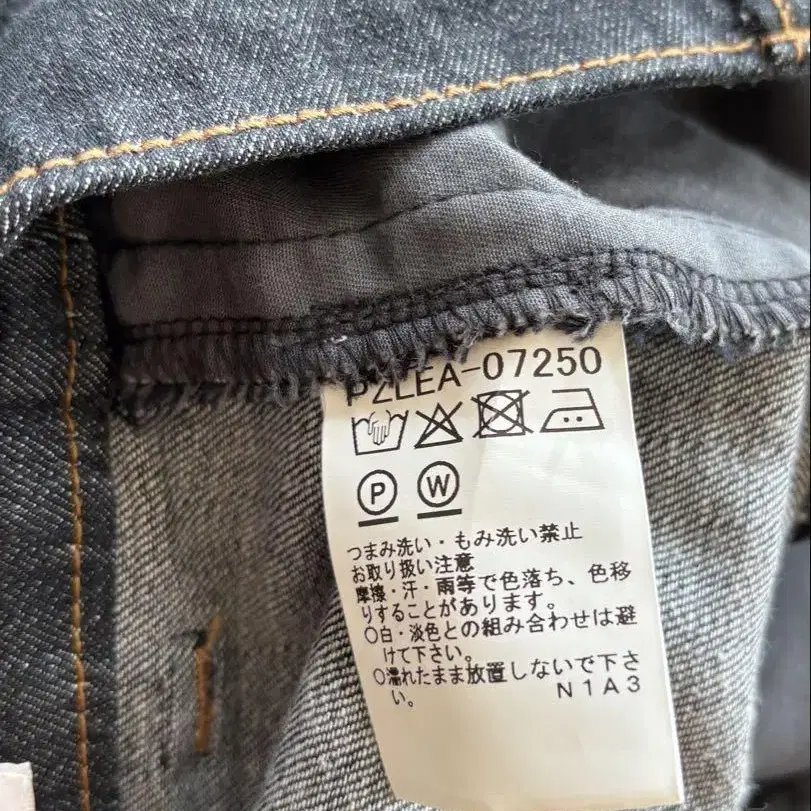 PZLEA-07250
P W
つまみ洗い・もみ洗い禁止
お取り扱い注意
摩擦・汗・雨等で色落ち、色移
りすることがあります。
○白・淡色との組み合わせは避
けて下さい。
○濡れたまま放置しないで下さ
い。 N1A3